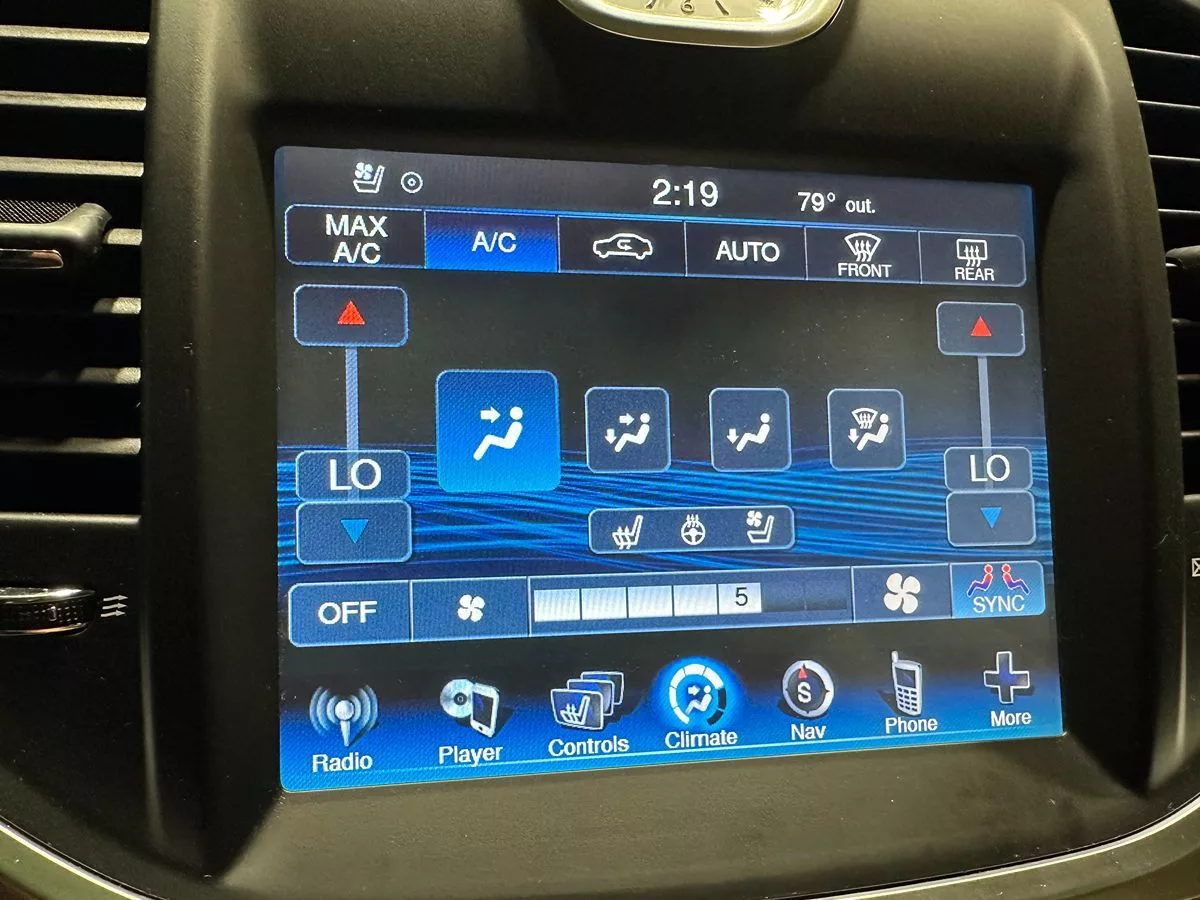 6
2:19
79° out.
MAX
A/C
A/C
AUTO
FRONT
REAR
LO
LO
OFF
5
SYNC
S
Radio
Player
Controls
Climate
Nav
Phone
More